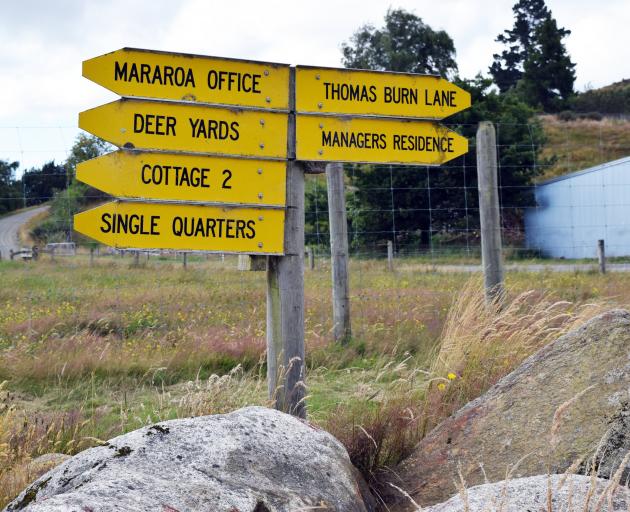 MARAROA OFFICE
DEER YARDS
COTTAGE 2
SINGLE QUARTERS
THOMAS BURN LANE
MANAGERS RESIDENCE